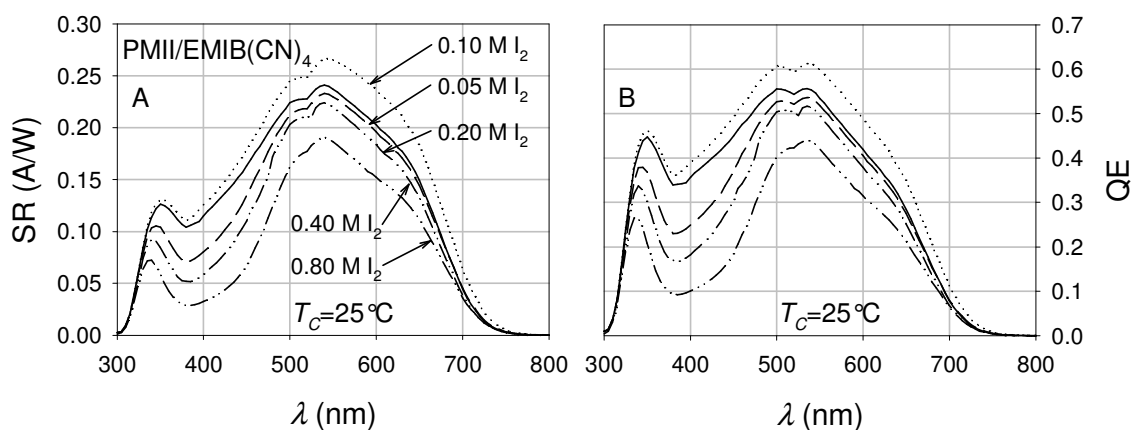 PMII/EMIB(CN)4
A
0.10 M I2
0.05 M I2
0.20 M I2
0.40 M I2
0.80 M I2
TC=25°C
SR (A/W)
0.30
0.25
0.20
0.15
0.10
0.05
0.00
300 400 500 600 700 800
λ (nm)
B
TC=25°C
QE
0.7
0.6
0.5
0.4
0.3
0.2
0.1
0.0
300 400 500 600 700 800
λ (nm)